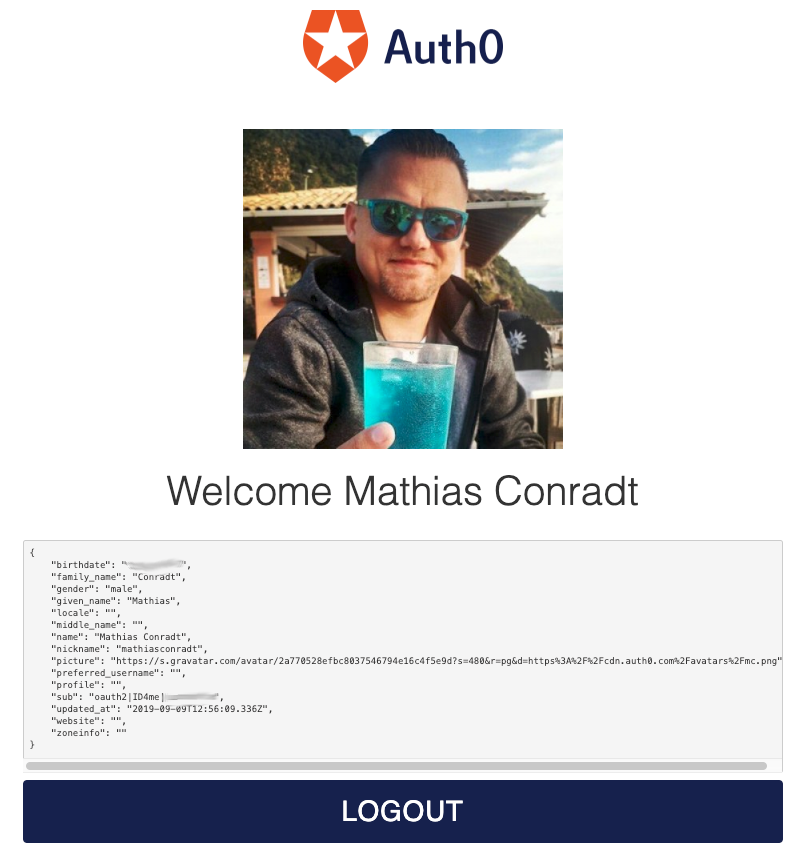 Auth0
Welcome Mathias Conradt
{
"birthdate": "",
"family_name": "Conradt",
"gender": "male",
"given_name": "Mathias",
"locale": "",
"middle_name": "",
"name": "Mathias Conradt",
"nickname": "mathiasconradt",
"picture": "https://s.gravatar.com/avatar/2a770528efbc8037546794e16c4f5e9d?s=480&r=pg&d=https%3A%2F%2Fcdn.auth0.com%2Favatars%2Fmc.png"
"preferred_username": "",
"profile": "",
"sub": "oauth2|ID4me|",
"updated_at": "2019-09-09T12:56:09.336Z",
"website": "",
"zoneinfo": ""
}
LOGOUT